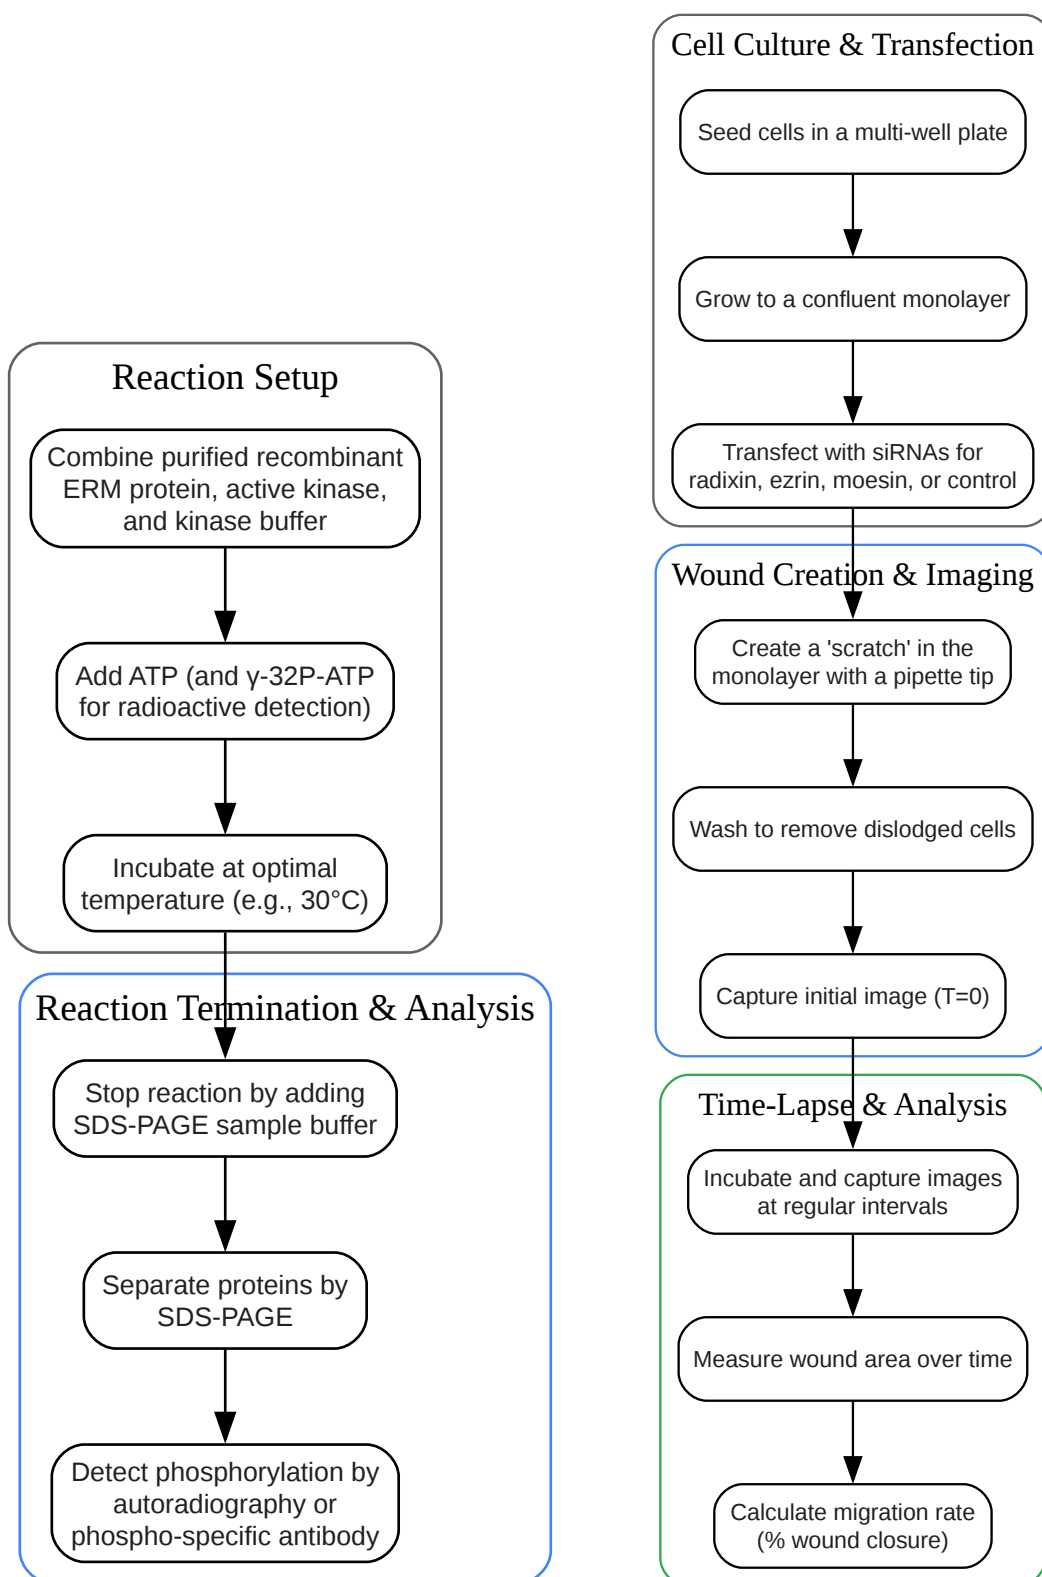 Reaction Setup
Combine purified recombinant
ERM protein, active kinase,
and kinase buffer
Add ATP (and γ-32P-ATP
for radioactive detection)
Incubate at optimal
temperature (e.g., 30°C)
Reaction Termination & Analysis
Stop reaction by adding
SDS-PAGE sample buffer
Separate proteins by
SDS-PAGE
Detect phosphorylation by
autoradiography or
phospho-specific antibody
Cell Culture & Transfection
Seed cells in a multi-well plate
Grow to a confluent monolayer
Transfect with siRNAs for
radixin, ezrin, moesin, or control
Wound Creation & Imaging
Create a 'scratch' in the
monolayer with a pipette tip
Wash to remove dislodged cells
Capture initial image (T=0)
Time-Lapse & Analysis
Incubate and capture images
at regular intervals
Measure wound area over time
Calculate migration rate
(% wound closure)